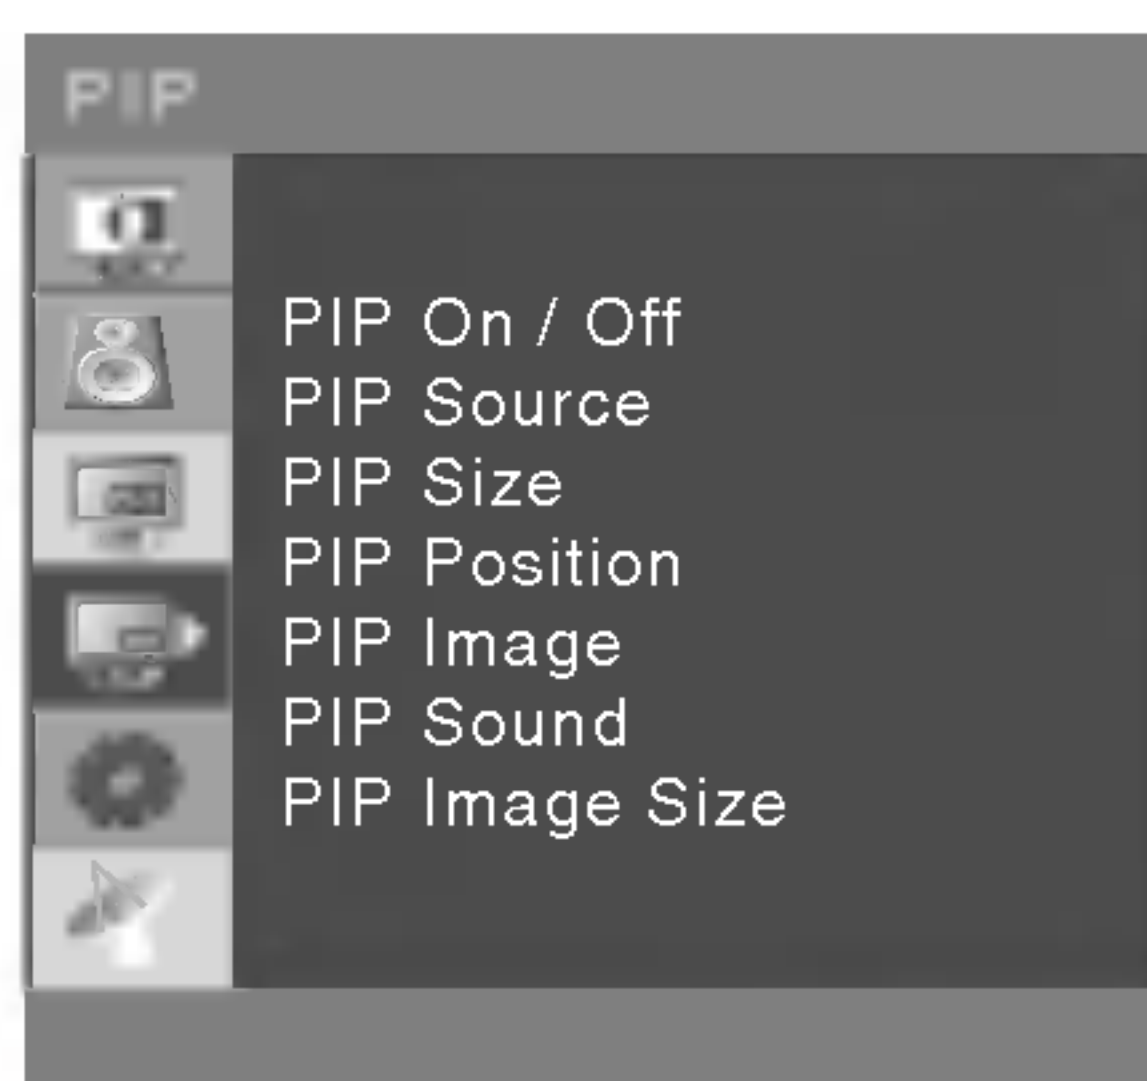 PIP
PIP On / Off
PIP Source
PIP Size
PIP Position
PIP Image
PIP Sound
PIP Image Size